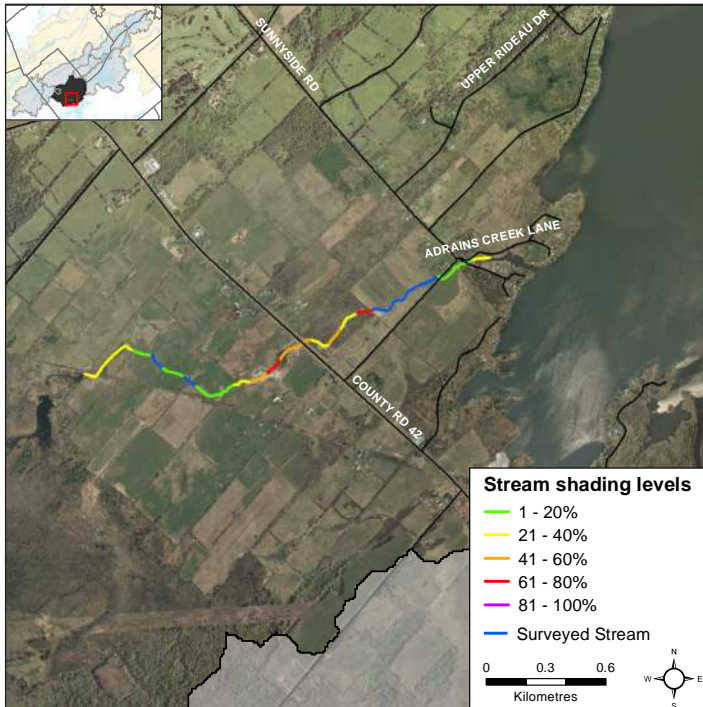 SUNNYSIDE RD
UPPER RIDEAU DR
ADRAINS CREEK LANE
COUNTY RD 42
Stream shading levels
1 - 20%
21 - 40%
41 - 60%
61 - 80%
81 - 100%
Surveyed Stream
0 0.3 0.6
Kilometres
N
W E
S